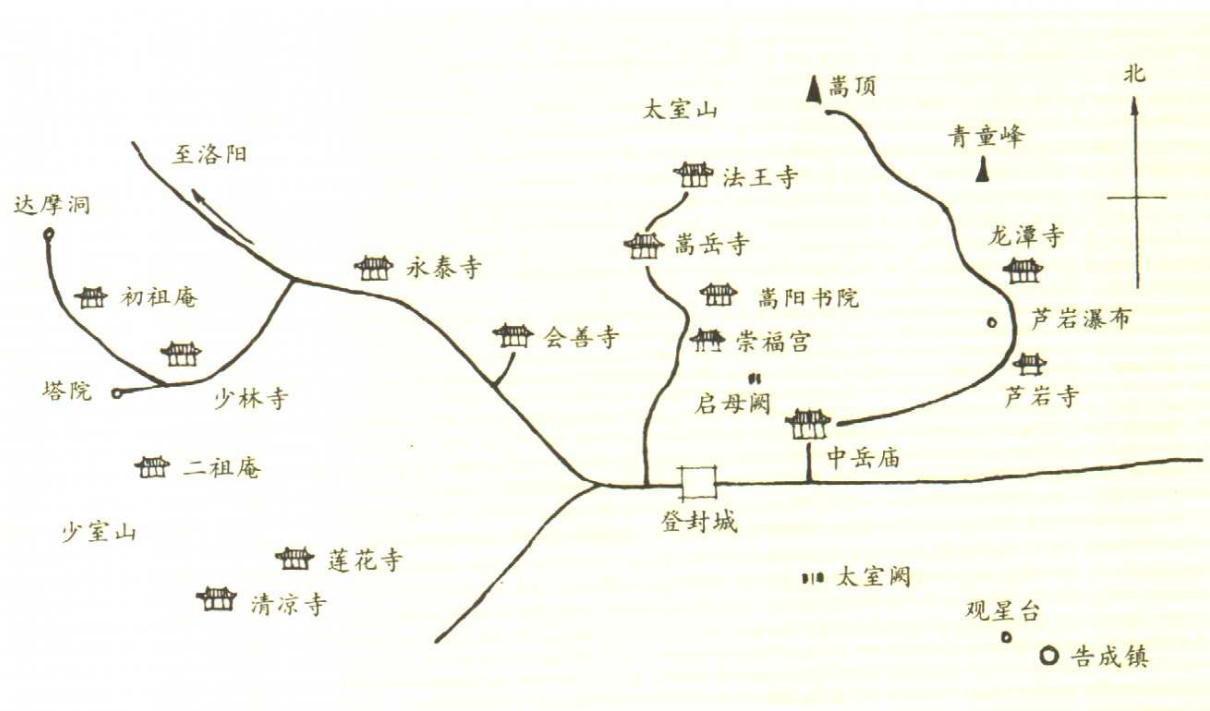 北
嵩顶
太室山
青童峰
至洛阳
法王寺
达摩洞
龙潭寺
嵩岳寺
永泰寺
初祖庵
嵩阳书院
芦岩瀑布
会善寺
崇福宫
塔院
少林寺
启母阙
芦岩寺
二祖庵
中岳庙
登封城
少室山
莲花寺
太室阙
清凉寺
观星台
告成镇